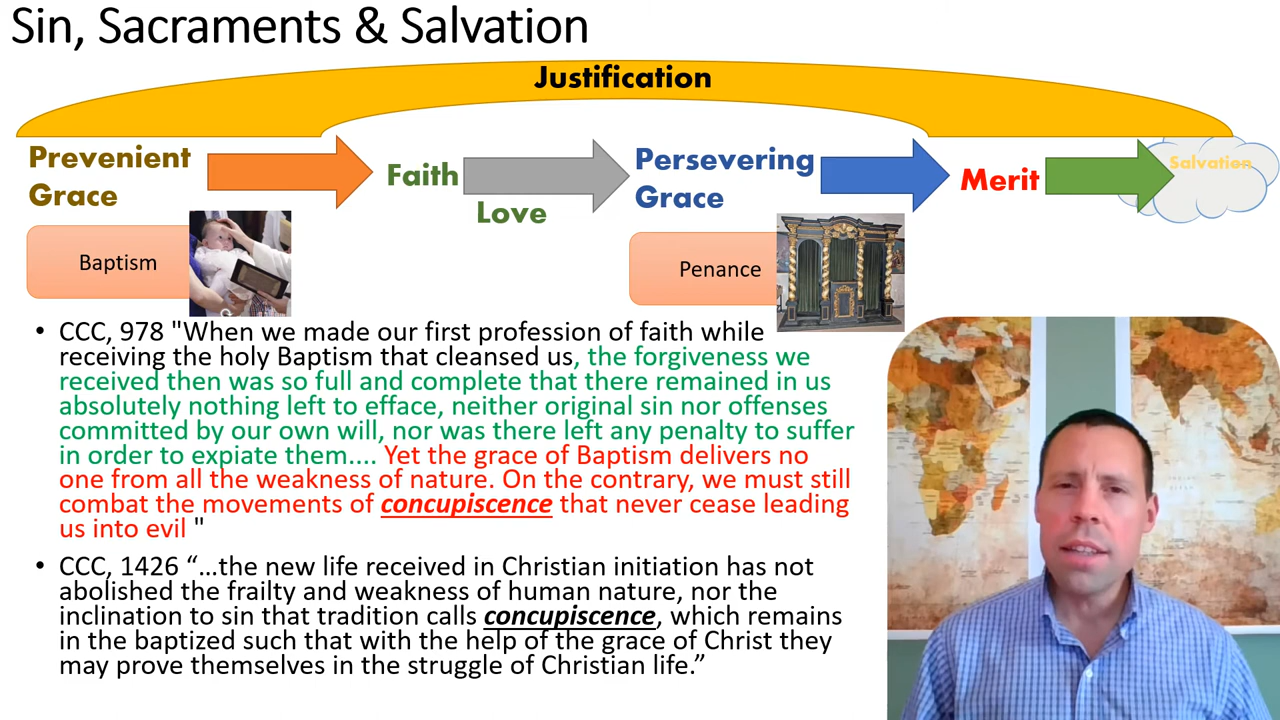 Sin, Sacraments & Salvation
Justification
Prevenient
Grace
Faith
Love
Persevering
Grace
Merit
Salvation
Baptism
Penance
• CCC, 978 "When we made our first profession of faith while
receiving the holy Baptism that cleansed us, the forgiveness we
received then was so full and complete that there remained in us
absolutely nothing left to efface, neither original sin nor offenses
committed by our own will, nor was there left any penalty to suffer
in order to expiate them.... Yet the grace of Baptism delivers no
one from all the weakness of nature. On the contrary, we must still
combat the movements of concupiscence that never cease leading
us into evil "
• CCC, 1426 “...the new life received in Christian initiation has not
abolished the frailty and weakness of human nature, nor the
inclination to sin that tradition calls concupiscence, which remains
in the baptized such that with the help of the grace of Christ they
may prove themselves in the struggle of Christian life.”